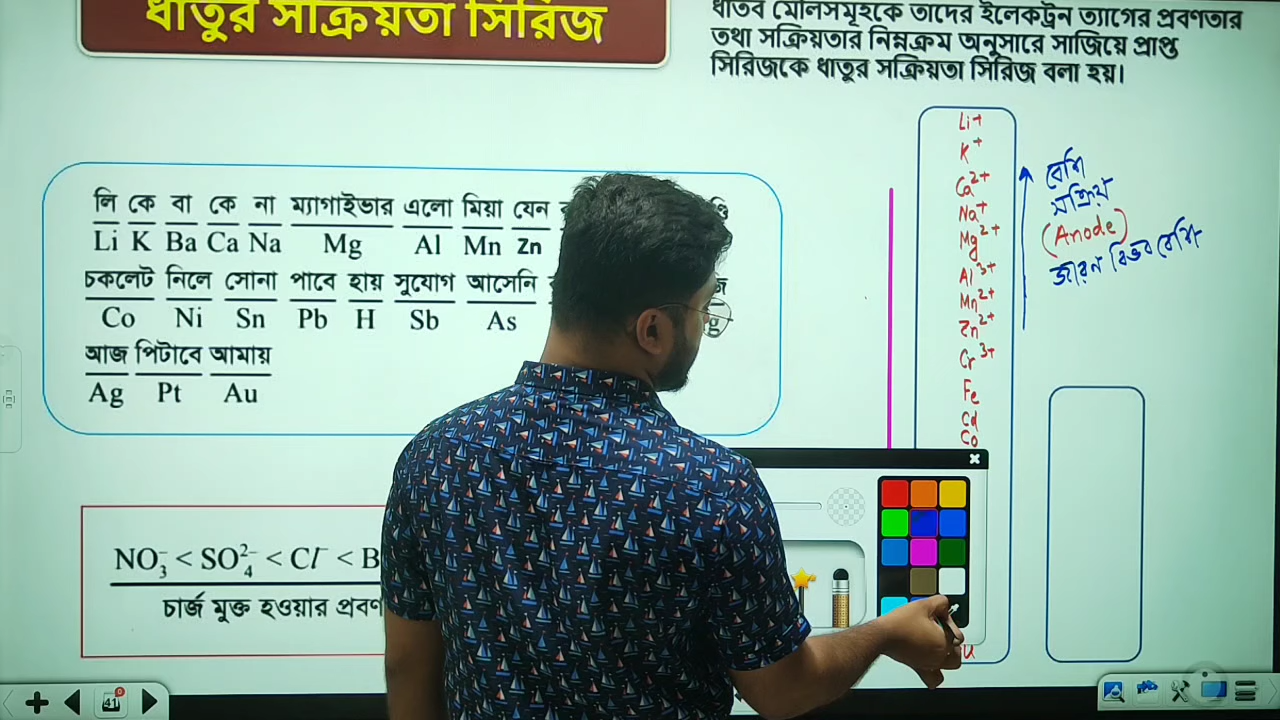 ধাতুর সক্রিয়তা সিরিজ
ধাতব মৌলসমূহকে তাদের ইলেকট্রন ত্যাগের প্রবণতার
তথা সক্রিয়তার নিম্নক্রম অনুসারে সাজিয়ে প্রাপ্ত
সিরিজকে ধাতুর সক্রিয়তা সিরিজ বলা হয়।
লি কে বা কে না ম্যাগাইভার এলো মিয়া যেন
Li K Ba Ca Na Mg Al Mn Zn
চকলেট নিলে সোনা পাবে হায় সুযোগ আসেনি
Co Ni Sn Pb H Sb As
আজ পিটাবে আমায়
Ag Pt Au
NO₃⁻ < SO₄²⁻ < Cl⁻ < B
চার্জ মুক্ত হওয়ার প্রবণ
Li+
K+
Ca2+
Na+
Mg2+
Al3+
Mn2+
Zn2+
Cr3+
Fe
Cd
Co
বেশি
সক্রিয়
(Anode)
জারন বিভব বেশি
41